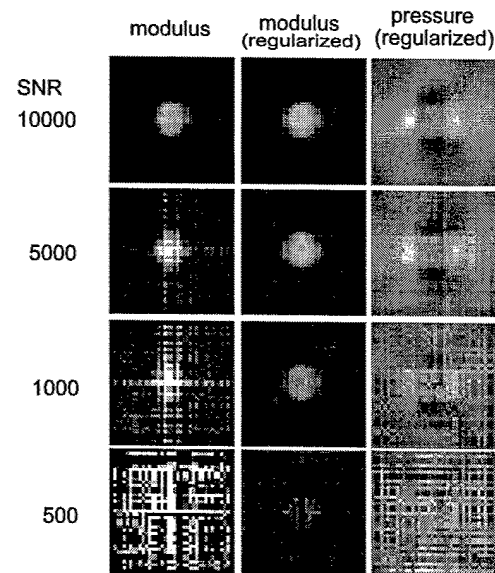 modulus
modulus
(regularized)
pressure
(regularized)
SNR
10000
5000
1000
500